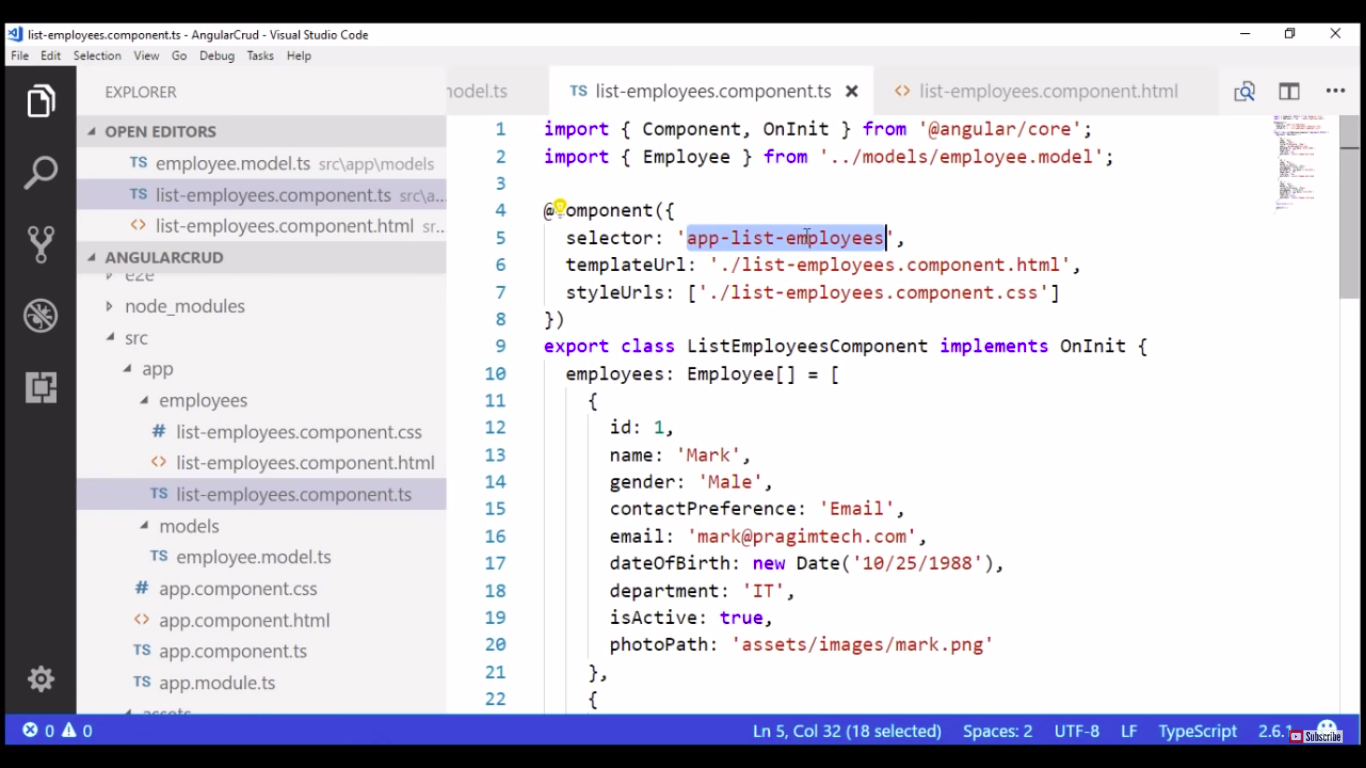 list-employees.component.ts - AngularCrud - Visual Studio Code
File Edit Selection View Go Debug Tasks Help
EXPLORER
OPEN EDITORS
TS employee.model.ts src\app\models
TS list-employees.component.ts src\a...
<> list-employees.component.html sr...
ANGULARCRUD
e2e
node_modules
src
app
employees
# list-employees.component.css
<> list-employees.component.html
TS list-employees.component.ts
models
TS employee.model.ts
# app.component.css
<> app.component.html
TS app.component.ts
TS app.module.ts
assets
model.ts TS list-employees.component.ts <> list-employees.component.html
1 import { Component, OnInit } from '@angular/core';
2 import { Employee } from '../models/employee.model';
3
4 @Component({
5 selector: 'app-list-employees',
6 templateUrl: './list-employees.component.html',
7 styleUrls: ['./list-employees.component.css']
8 })
9 export class ListEmployeesComponent implements OnInit {
10 employees: Employee[] = [
11 {
12 id: 1,
13 name: 'Mark',
14 gender: 'Male',
15 contactPreference: 'Email',
16 email: 'mark@pragimtech.com',
17 dateOfBirth: new Date('10/25/1988'),
18 department: 'IT',
19 isActive: true,
20 photoPath: 'assets/images/mark.png'
21 },
22 {
0 0 Ln 5, Col 32 (18 selected) Spaces: 2 UTF-8 LF TypeScript 2.6.1
Subscribe